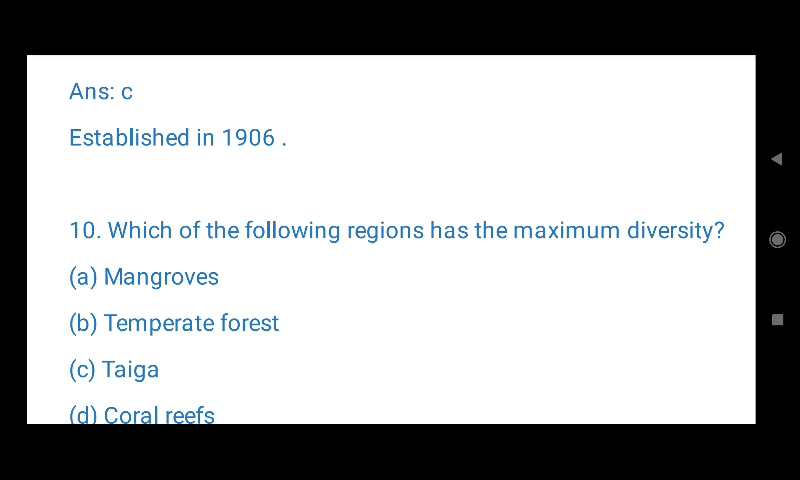 Ans: c
Established in 1906 .
10. Which of the following regions has the maximum diversity?
(a) Mangroves
(b) Temperate forest
(c) Taiga
(d) Coral reefs